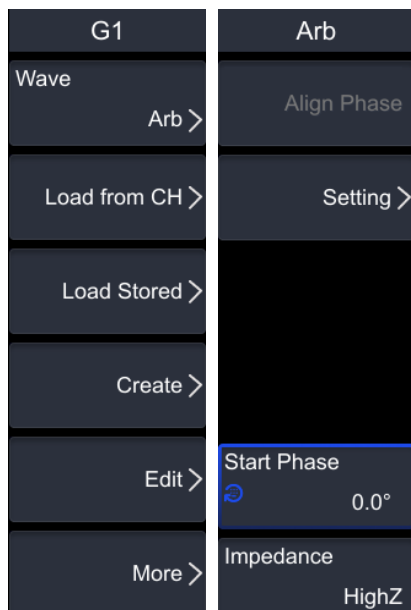 G1
Wave
Arb
Load from CH
Load Stored
Create
Edit
More
Arb
Align Phase
Setting
Start Phase
0.0°
Impedance
HighZ